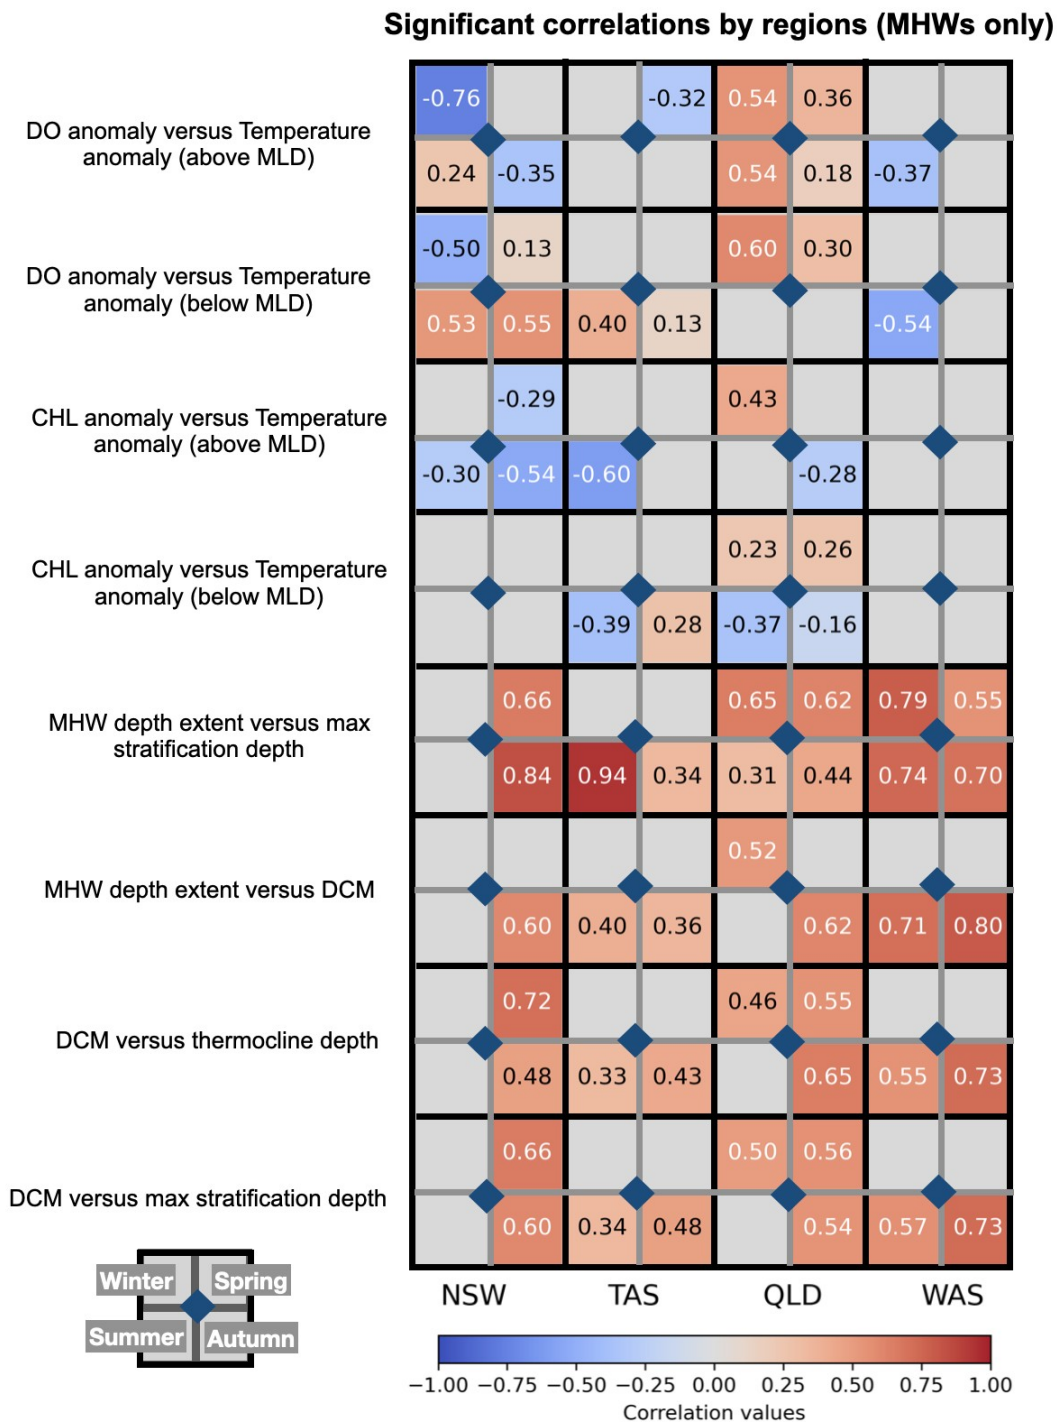 Significant correlations by regions (MHWs only)
-0.76 -0.32 0.54 0.36
DO anomaly versus Temperature
anomaly (above MLD)
0.24 -0.35 0.54 0.18 -0.37
-0.50 0.13 0.60 0.30
DO anomaly versus Temperature
anomaly (below MLD)
0.53 0.55 0.40 0.13 -0.54
-0.29 0.43
CHL anomaly versus Temperature
anomaly (above MLD)
-0.30 -0.54 -0.60 -0.28
0.23 0.26
CHL anomaly versus Temperature
anomaly (below MLD)
-0.39 0.28 -0.37 -0.16
0.66 0.65 0.62 0.79 0.55
MHW depth extent versus max
stratification depth
0.84 0.94 0.34 0.31 0.44 0.74 0.70
0.52
MHW depth extent versus DCM
0.60 0.40 0.36 0.62 0.71 0.80
0.72 0.46 0.55
DCM versus thermocline depth
0.48 0.33 0.43 0.65 0.55 0.73
0.66 0.50 0.56
DCM versus max stratification depth
0.60 0.34 0.48 0.54 0.57 0.73
Winter Spring
Summer Autumn
NSW TAS QLD WAS
−1.00 −0.75 −0.50 −0.25 0.00 0.25 0.50 0.75 1.00
Correlation values